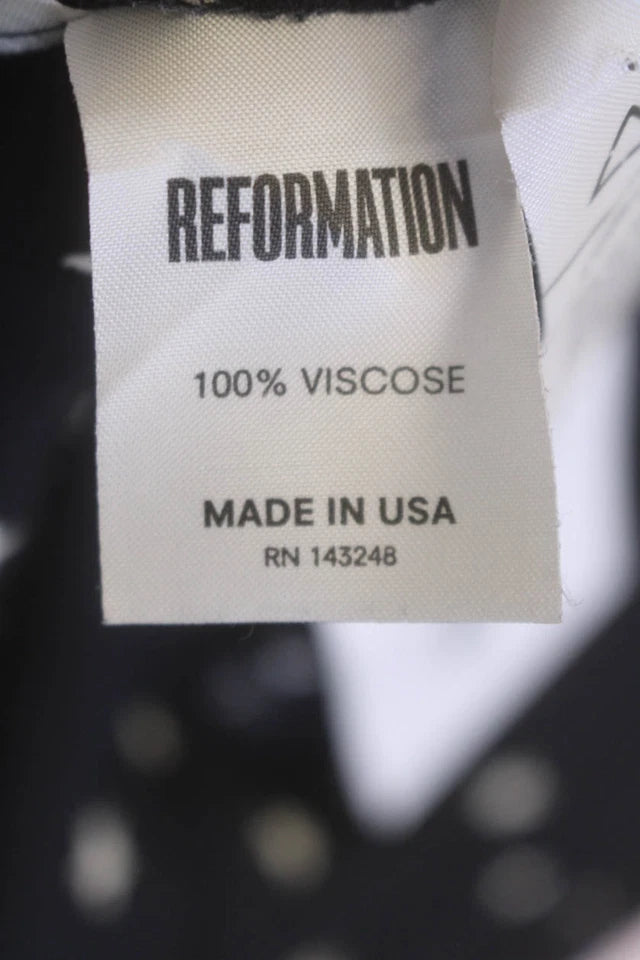 REFORMATION
100% VISCOSE
MADE IN USA
RN 143248